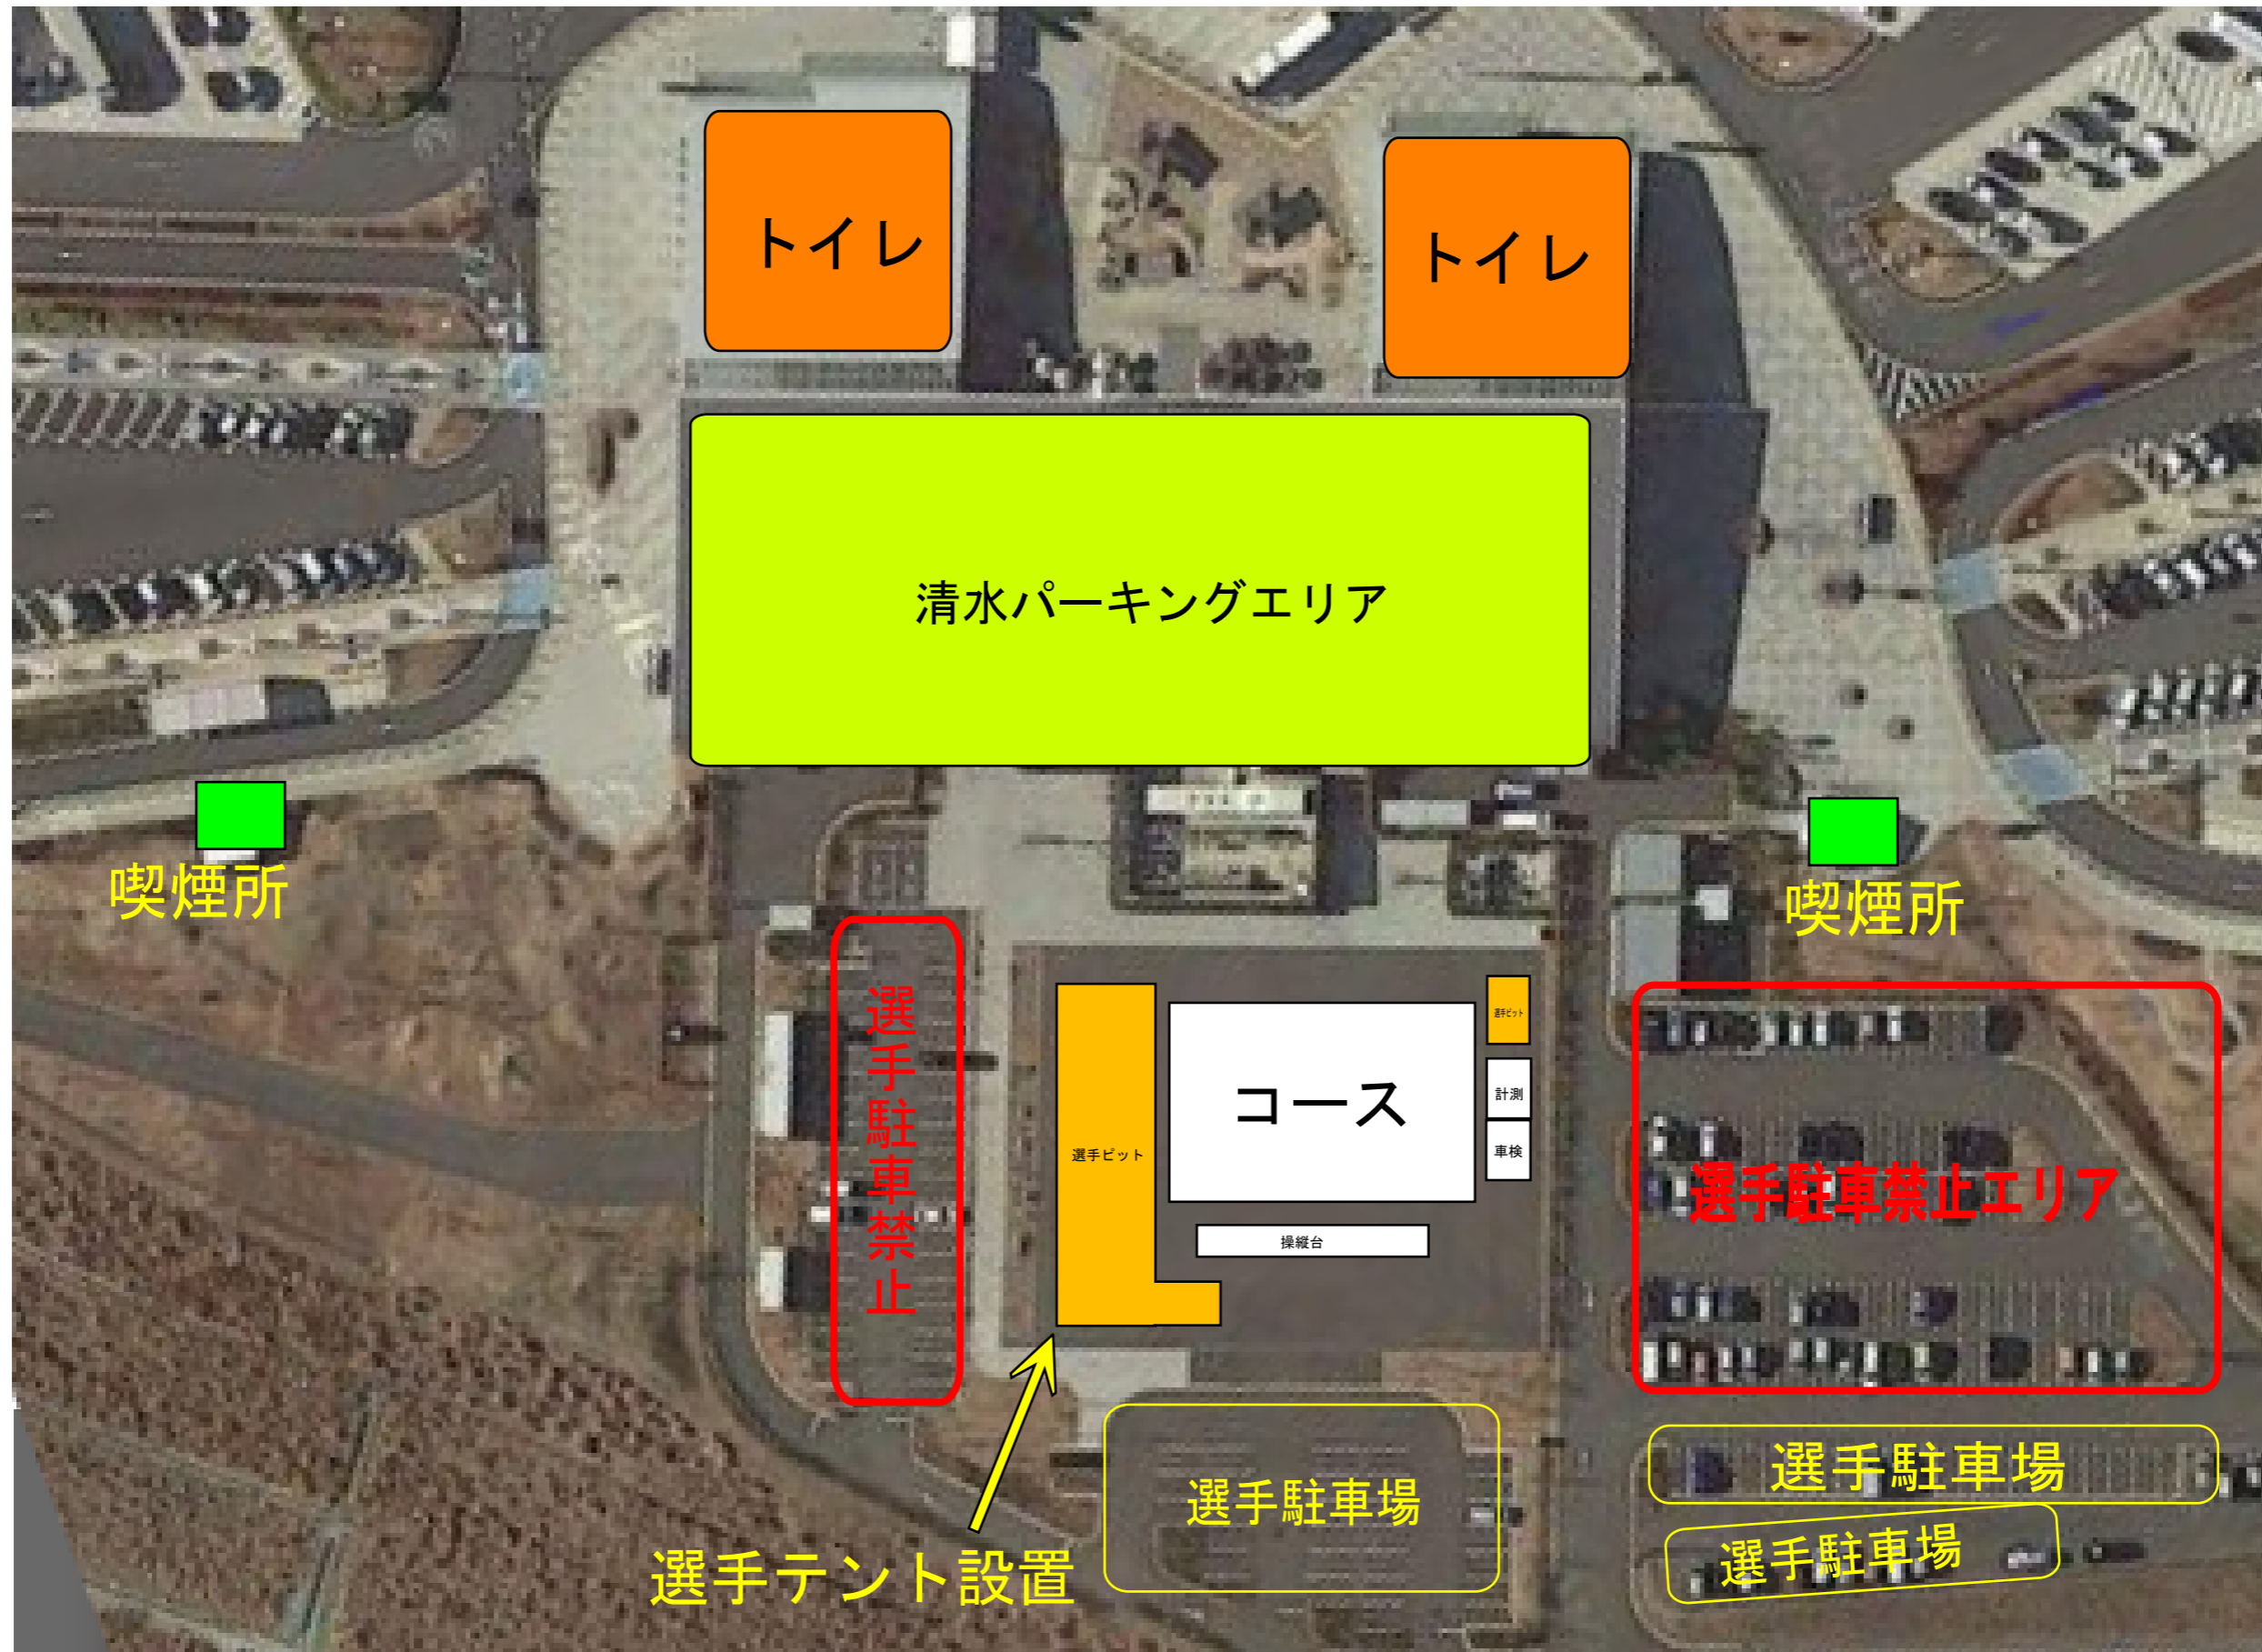 トイレ
トイレ
清水パーキングエリア
喫煙所
喫煙所
選手駐車禁止
選手ピット
コース
選手ピット
計測
車検
操縦台
選手駐車禁止エリア
選手駐車場
選手駐車場
選手駐車場
選手テント設置